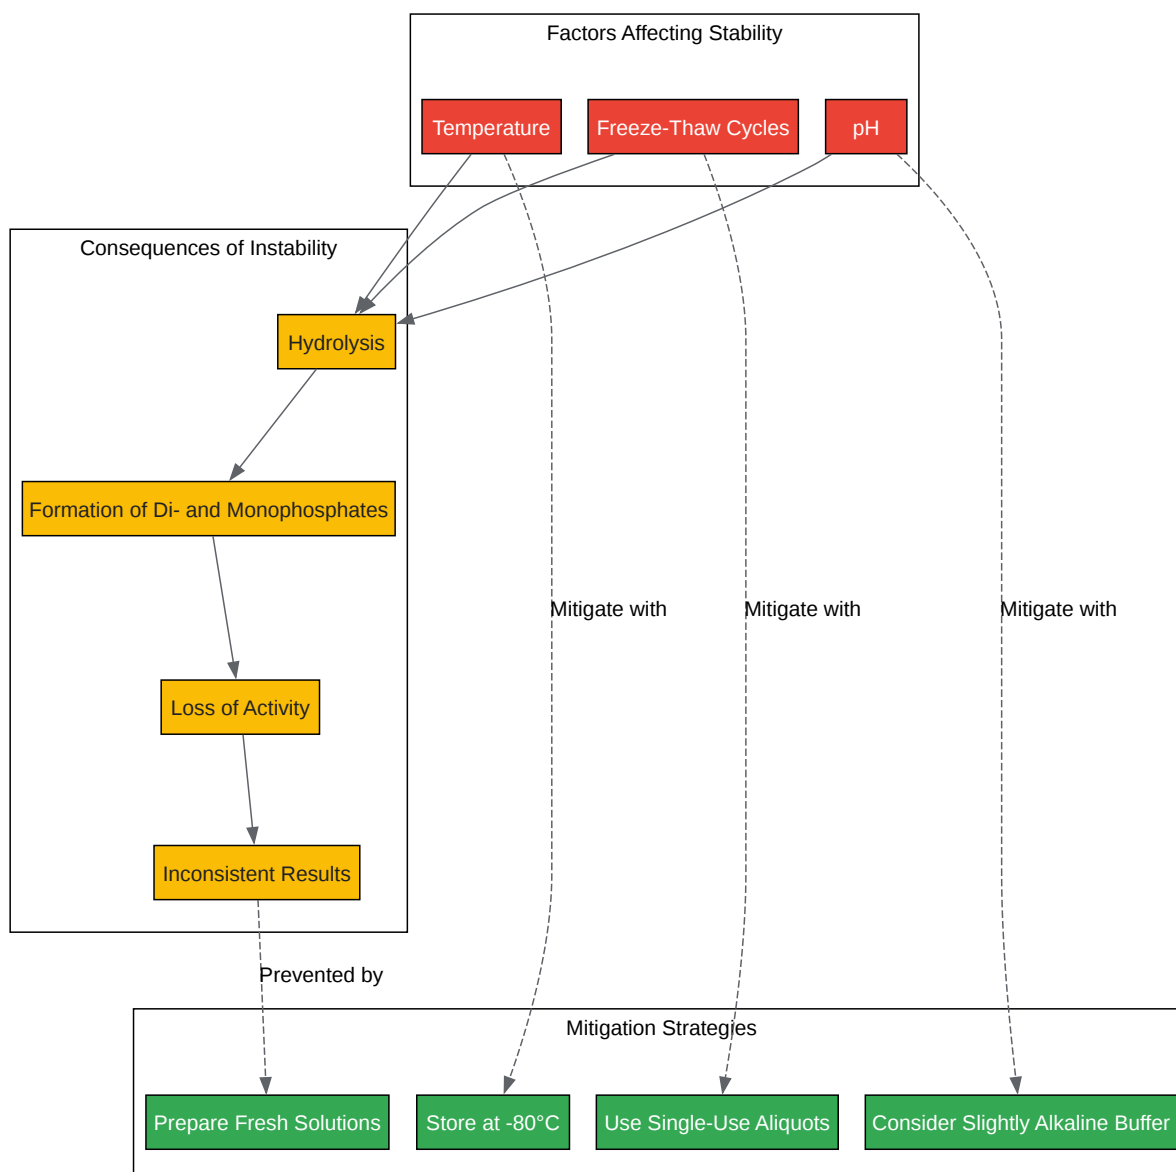 Factors Affecting Stability
Temperature
Freeze-Thaw Cycles
pH
Consequences of Instability
Hydrolysis
Formation of Di- and Monophosphates
Mitigate with
Mitigate with
Mitigate with
Loss of Activity
Inconsistent Results
Prevented by
Mitigation Strategies
Prepare Fresh Solutions
Store at -80°C
Use Single-Use Aliquots
Consider Slightly Alkaline Buffer